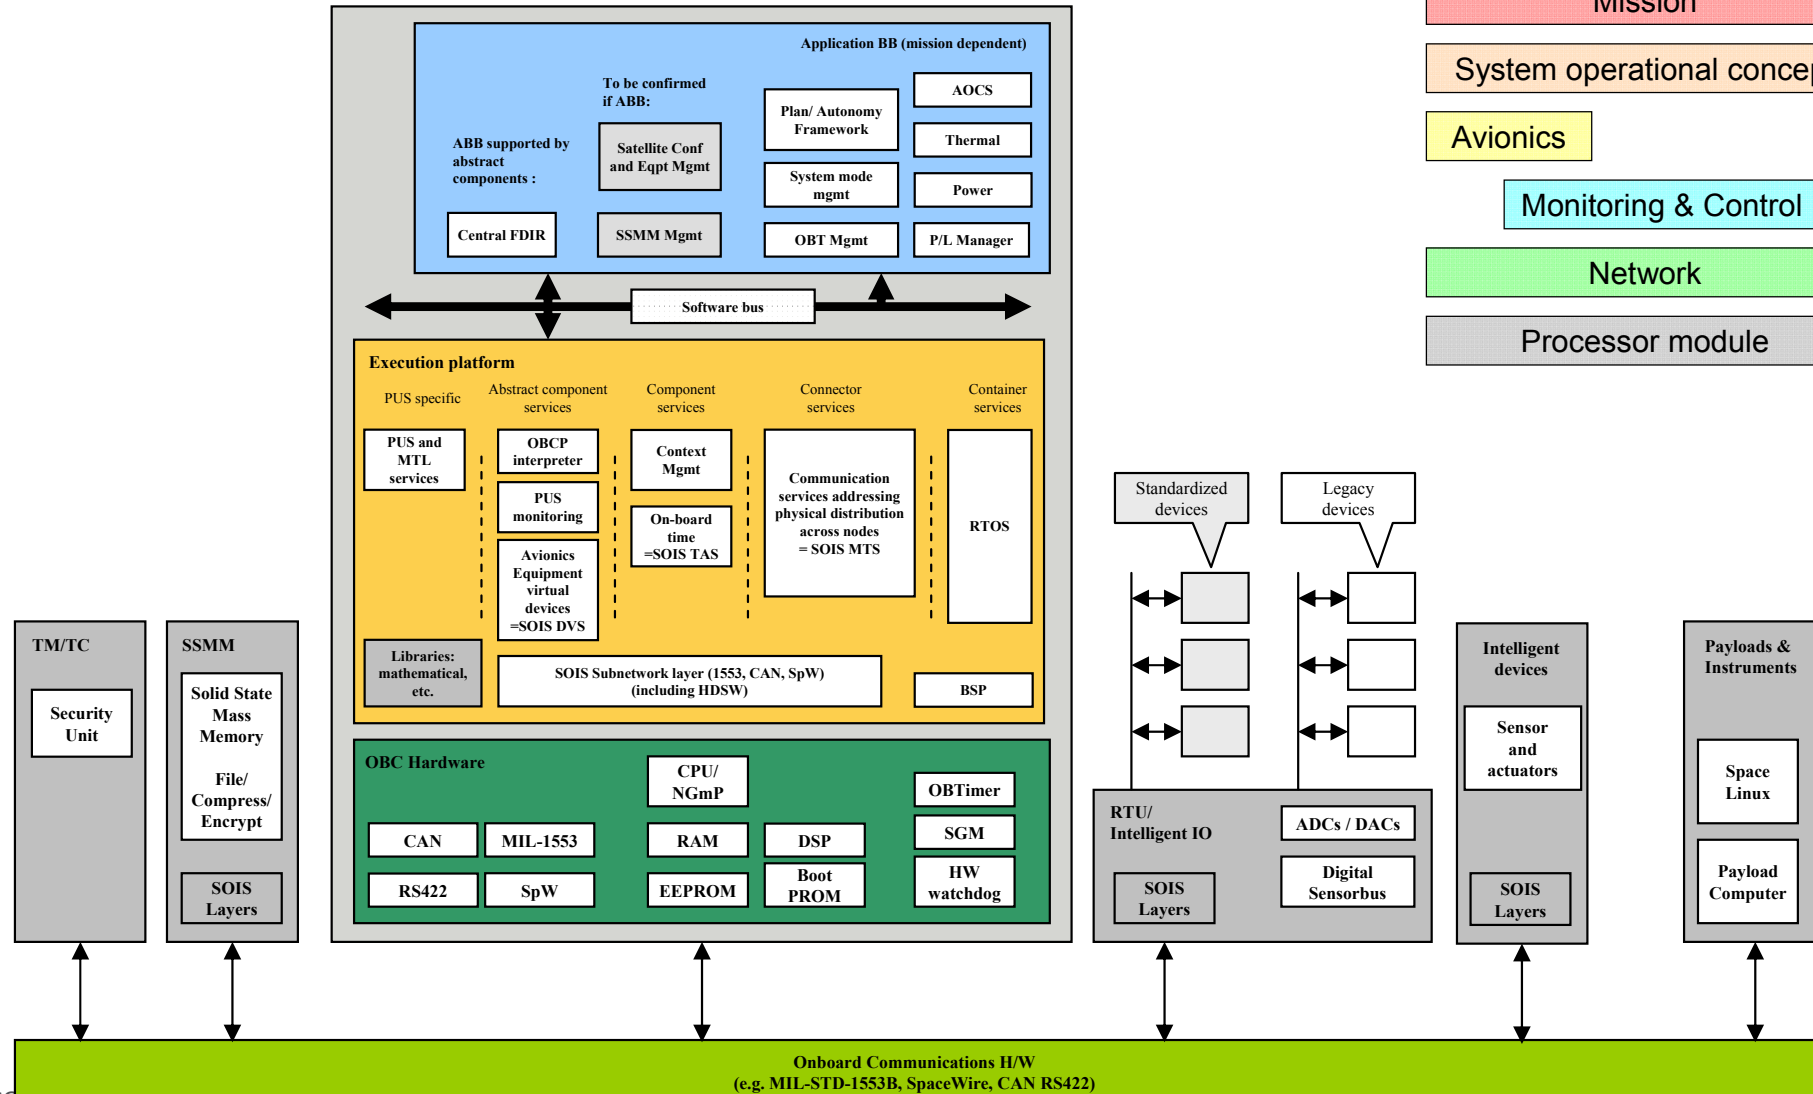 Mission
System operational concep
Avionics
Monitoring & Control
Network
Processor module
Application BB (mission dependent)
To be confirmed
if ABB:
ABB supported by
abstract
components :
Satellite Conf
and Eqpt Mgmt
Central FDIR
SSMM Mgmt
Plan/ Autonomy
Framework
System mode
mgmt
OBT Mgmt
AOCS
Thermal
Power
P/L Manager
Software bus
Execution platform
PUS specific
Abstract component
services
Component
services
Connector
services
Container
services
PUS and
MTL
services
OBCP
interpreter
PUS
monitoring
Avionics
Equipment
virtual
devices
=SOIS DVS
Context
Mgmt
On-board
time
=SOIS TAS
Communication
services addressing
physical distribution
across nodes
= SOIS MTS
RTOS
Libraries:
mathematical,
etc.
SOIS Subnetwork layer (1553, CAN, SpW)
(including HDSW)
BSP
OBC Hardware
CAN
MIL-1553
RS422
SpW
CPU/
NGmP
RAM
EEPROM
DSP
Boot
PROM
OBTimer
SGM
HW
watchdog
TM/TC
Security
Unit
SSMM
Solid State
Mass
Memory
File/
Compress/
Encrypt
SOIS
Layers
Standardized
devices
Legacy
devices
RTU/
Intelligent IO
ADCs / DACs
Digital
Sensorbus
SOIS
Layers
Intelligent
devices
Sensor
and
actuators
SOIS
Layers
Payloads &
Instruments
Space
Linux
Payload
Computer
Onboard Communications H/W
(e.g. MIL-STD-1553B, SpaceWire, CAN RS422)